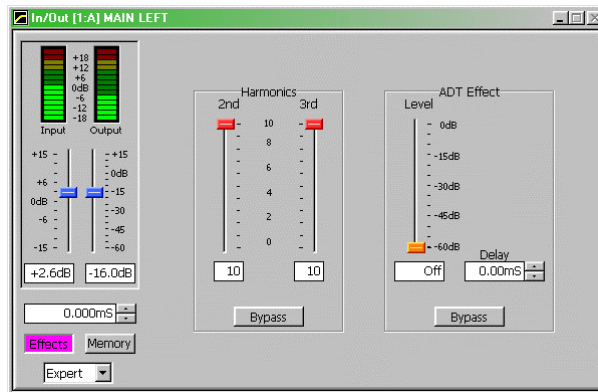 In/Out [1:A] MAIN LEFT
+18
+12
+6
0dB
-6
-12
-18
Input Output
+15
+6
0dB
-6
-15
+15
0dB
-15
-30
-45
-60
+2.6dB -16.0dB
0.000mS
Effects Memory
Expert
Harmonics
2nd 3rd
10
8
6
4
2
0
10 10
Bypass
ADT Effect
Level
0dB
-15dB
-30dB
-45dB
-60dB
Delay
Off 0.00mS
Bypass